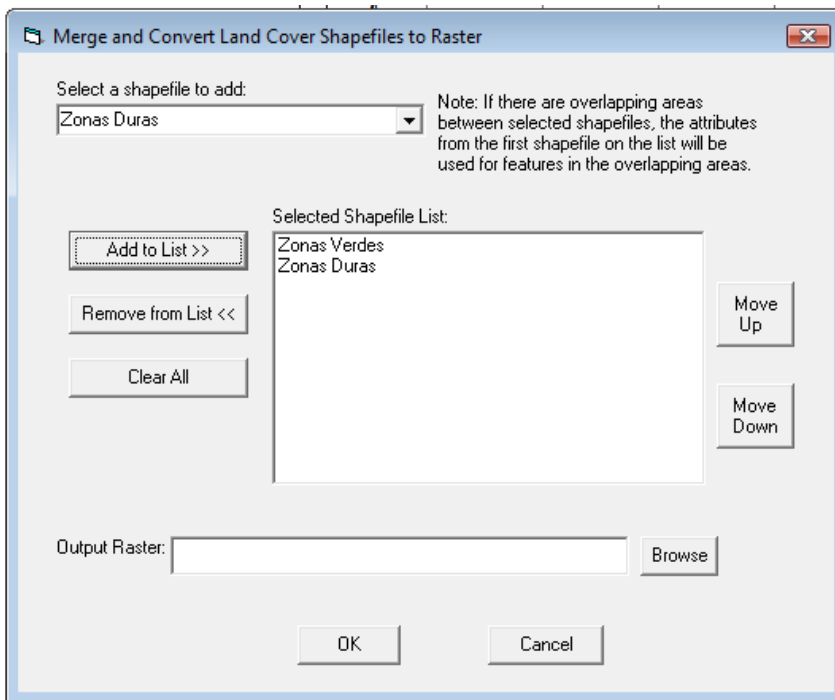 Merge and Convert Land Cover Shapefiles to Raster
Select a shapefile to add:
Zonas Duras
Note: If there are overlapping areas
between selected shapefiles, the attributes
from the first shapefile on the list will be
used for features in the overlapping areas.
Selected Shapefile List:
Add to List >>
Zonas Verdes
Zonas Duras
Remove from List <<
Move
Up
Clear All
Move
Down
Output Raster:
Browse
OK
Cancel